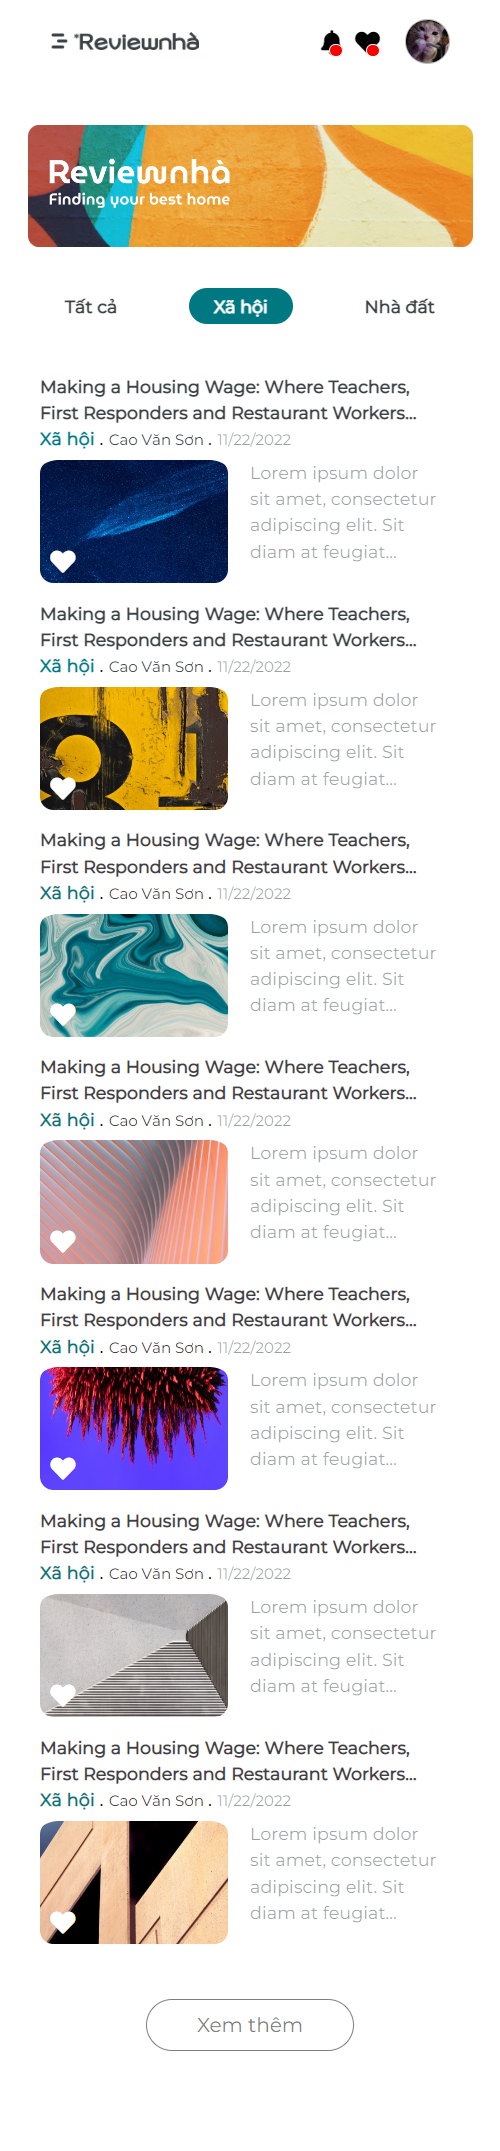 *Reviewnhà
Reviewnhà
Finding your best home
Tất cả
Xã hội
Nhà đất
Making a Housing Wage: Where Teachers,
First Responders and Restaurant Workers...
Xã hội . Cao Văn Sơn . 11/22/2022
Lorem ipsum dolor
sit amet, consectetur
adipiscing elit. Sit
diam at feugiat...
Making a Housing Wage: Where Teachers,
First Responders and Restaurant Workers...
Xã hội . Cao Văn Sơn . 11/22/2022
Lorem ipsum dolor
sit amet, consectetur
adipiscing elit. Sit
diam at feugiat...
Making a Housing Wage: Where Teachers,
First Responders and Restaurant Workers...
Xã hội . Cao Văn Sơn . 11/22/2022
Lorem ipsum dolor
sit amet, consectetur
adipiscing elit. Sit
diam at feugiat...
Making a Housing Wage: Where Teachers,
First Responders and Restaurant Workers...
Xã hội . Cao Văn Sơn . 11/22/2022
Lorem ipsum dolor
sit amet, consectetur
adipiscing elit. Sit
diam at feugiat...
Making a Housing Wage: Where Teachers,
First Responders and Restaurant Workers...
Xã hội . Cao Văn Sơn . 11/22/2022
Lorem ipsum dolor
sit amet, consectetur
adipiscing elit. Sit
diam at feugiat...
Making a Housing Wage: Where Teachers,
First Responders and Restaurant Workers...
Xã hội . Cao Văn Sơn . 11/22/2022
Lorem ipsum dolor
sit amet, consectetur
adipiscing elit. Sit
diam at feugiat...
Making a Housing Wage: Where Teachers,
First Responders and Restaurant Workers...
Xã hội . Cao Văn Sơn . 11/22/2022
Lorem ipsum dolor
sit amet, consectetur
adipiscing elit. Sit
diam at feugiat...
Xem thêm